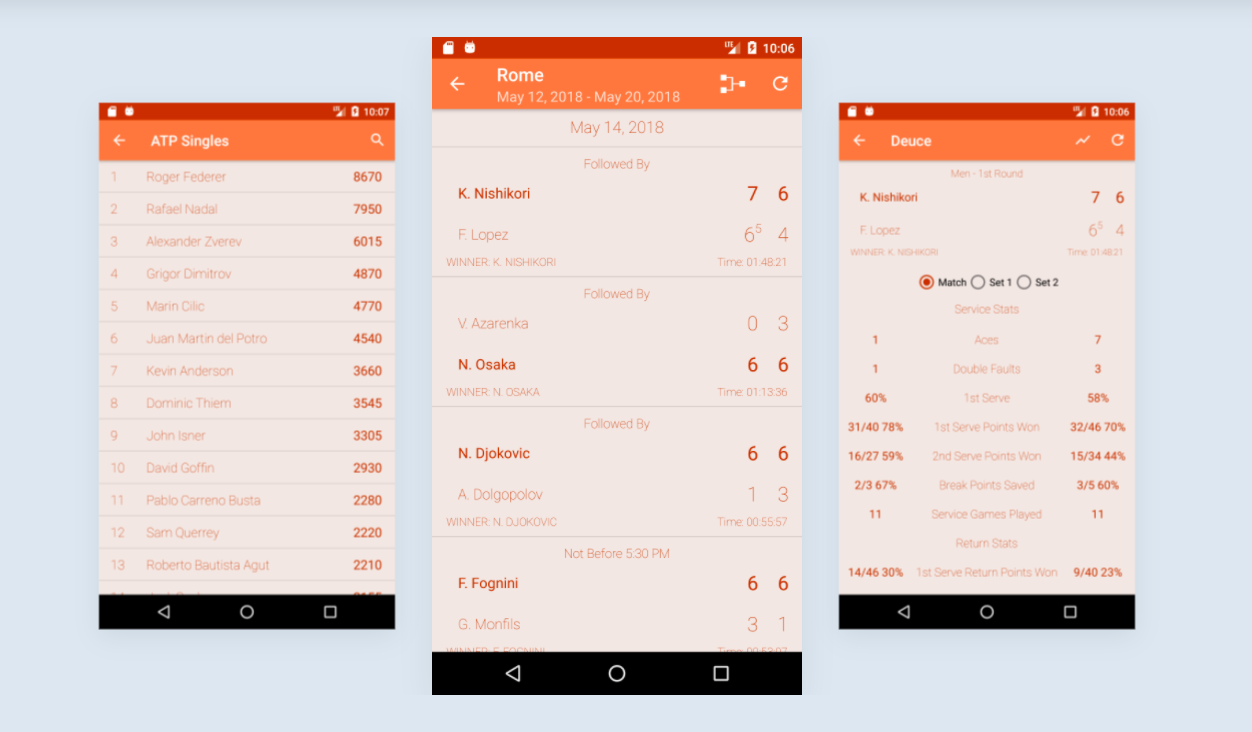 10:07
ATP Singles
1 Roger Federer 8670
2 Rafael Nadal 7950
3 Alexander Zverev 6015
4 Grigor Dimitrov 4870
5 Marin Cilic 4770
6 Juan Martin del Potro 4540
7 Kevin Anderson 3660
8 Dominic Thiem 3545
9 John Isner 3305
10 David Goffin 2930
11 Pablo Carreno Busta 2280
12 Sam Querrey 2220
13 Roberto Bautista Agut 2210
LTE 10:06
Rome
May 12, 2018 - May 20, 2018
May 14, 2018
Followed By
K. Nishikori 7 6
F. Lopez 6⁵ 4
WINNER: K. NISHIKORI Time: 01:48:21
Followed By
V. Azarenka 0 3
N. Osaka 6 6
WINNER: N. OSAKA Time: 01:13:36
Followed By
N. Djokovic 6 6
A. Dolgopolov 1 3
WINNER: N. DJOKOVIC Time: 00:55:57
Not Before 5:30 PM
F. Fognini 6 6
G. Monfils 3 1
WINNER: F. FOGNINI Time: 00:53:07
10:06
Deuce
Men - 1st Round
K. Nishikori 7 6
F. Lopez 6⁵ 4
WINNER: K. NISHIKORI Time: 01:48:21
Match Set 1 Set 2
Service Stats
1 Aces 7
1 Double Faults 3
60% 1st Serve 58%
31/40 78% 1st Serve Points Won 32/46 70%
16/27 59% 2nd Serve Points Won 15/34 44%
2/3 67% Break Points Saved 3/5 60%
11 Service Games Played 11
Return Stats
14/46 30% 1st Serve Return Points Won 9/40 23%